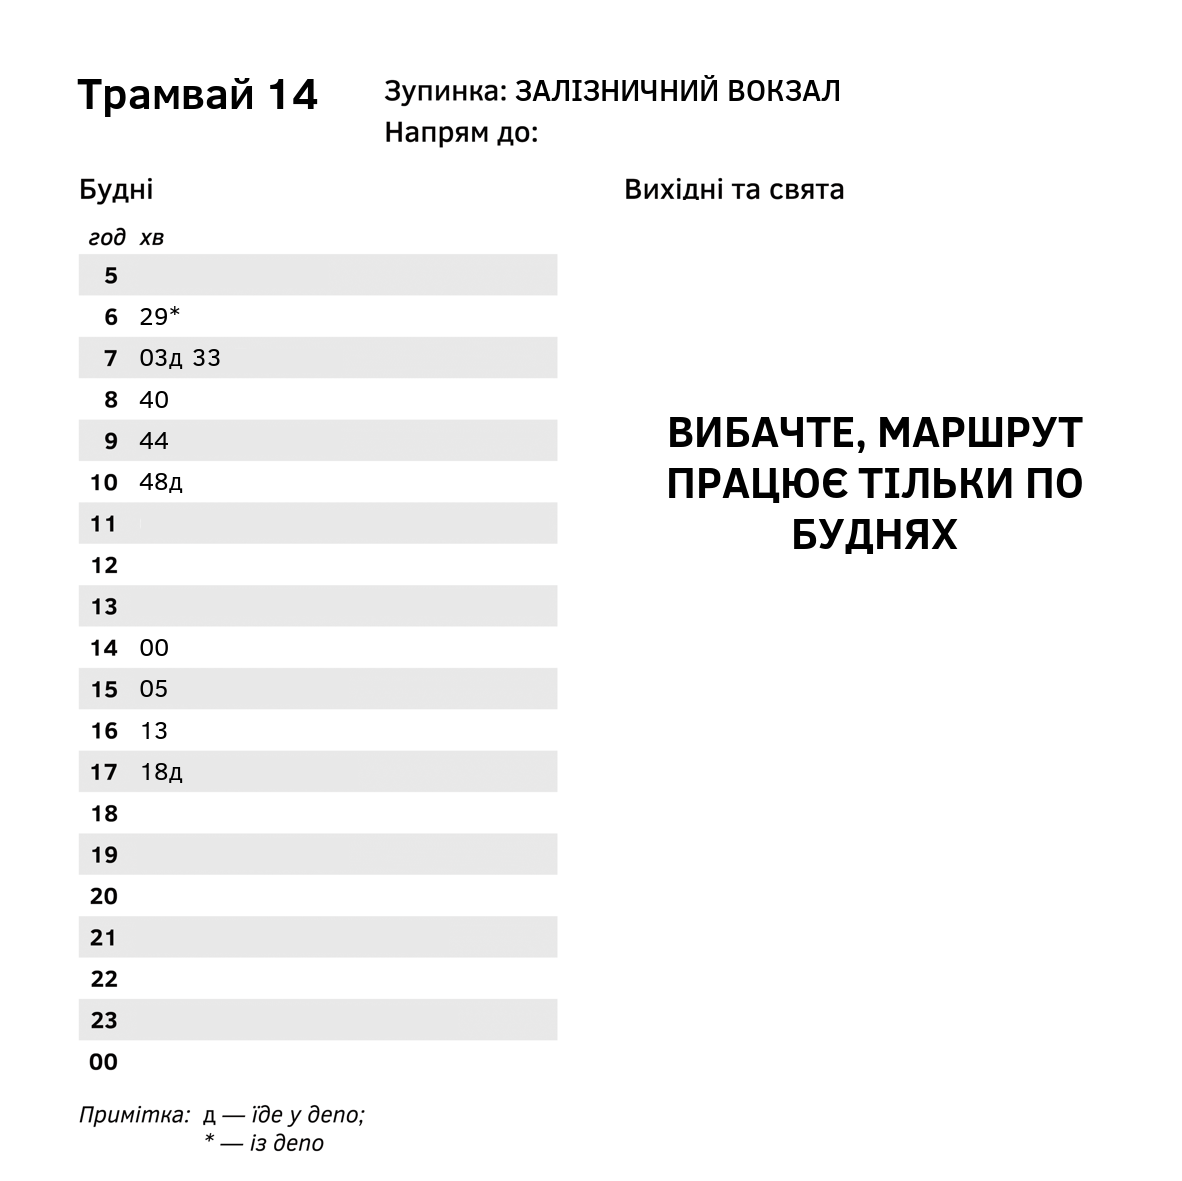 Трамвай 14
Зупинка: ЗАЛІЗНИЧНИЙ ВОКЗАЛ
Напрям до:
Будні
год хв
5
6 29*
7 03д 33
8 40
9 44
10 48д
11
12
13
14 00
15 05
16 13
17 18д
18
19
20
21
22
23
00
Вихідні та свята
ВИБАЧТЕ, МАРШРУТ
ПРАЦЮЄ ТІЛЬКИ ПО
БУДНЯХ
Примітка: д — їде у депо;
* — із депо